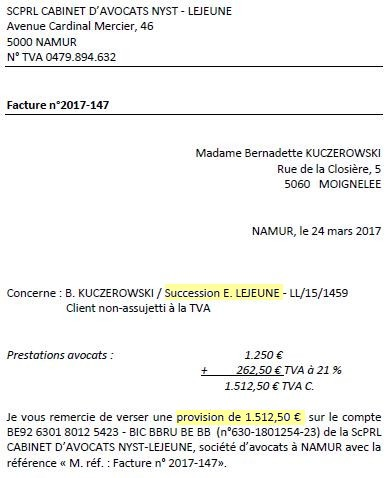 SCPRL CABINET D'AVOCATS NYST - LEJEUNE
Avenue Cardinal Mercier, 46
5000 NAMUR
N° TVA 0479.894.632
Facture n°2017-147
Madame Bernadette KUCZEROWSKI
Rue de la Closière, 5
5060 MOIGNELEE
NAMUR, le 24 mars 2017
Concerne : B. KUCZEROWSKI / Succession E. LEJEUNE - LL/15/1459
Client non-assujetti à la TVA
Prestations avocats : 1.250 €
+ 262,50 € TVA à 21 %
1.512,50 € TVA C.
Je vous remercie de verser une provision de 1.512,50 € sur le compte
BE92 6301 8012 5423 - BIC BBRU BE BB (n°630-1801254-23) de la ScPRL
CABINET D'AVOCATS NYST-LEJEUNE, société d'avocats à NAMUR avec la
référence « M. réf. : Facture n° 2017-147».